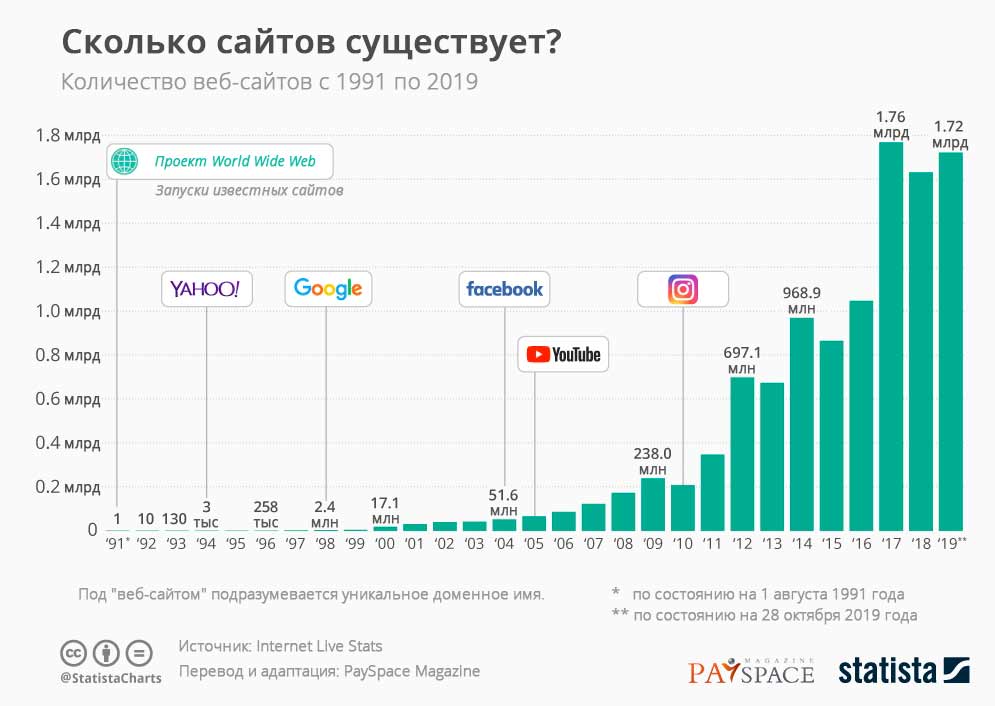 Сколько сайтов существует?
Количество веб-сайтов с 1991 по 2019
1.8 млрд
1.6 млрд
1.4 млрд
1.2 млрд
1.0 млрд
0.8 млрд
0.6 млрд
0.4 млрд
0.2 млрд
0
Проект World Wide Web
Запуски известных сайтов
YAHOO!
Google
facebook
YouTube
1
10
130
3
тыс
258
тыс
2.4
млн
17.1
млн
51.6
млн
238.0
млн
697.1
млн
968.9
млн
1.76
млрд
1.72
млрд
‘91* ‘92 ‘93 ‘94 ‘95 ‘96 ‘97 ‘98 ‘99 ‘00 ‘01 ‘02 ‘03 ‘04 ‘05 ‘06 ‘07 ‘08 ‘09 ‘10 ‘11 ‘12 ‘13 ‘14 ‘15 ‘16 ‘17 ‘18 ‘19**
Под "веб-сайтом" подразумевается уникальное доменное имя.
* по состоянию на 1 августа 1991 года
** по состоянию на 28 октября 2019 года
cc
@StatistaCharts
Источник: Internet Live Stats
Перевод и адаптация: PaySpace Magazine
MAGAZINE
PAYSPACE
statista